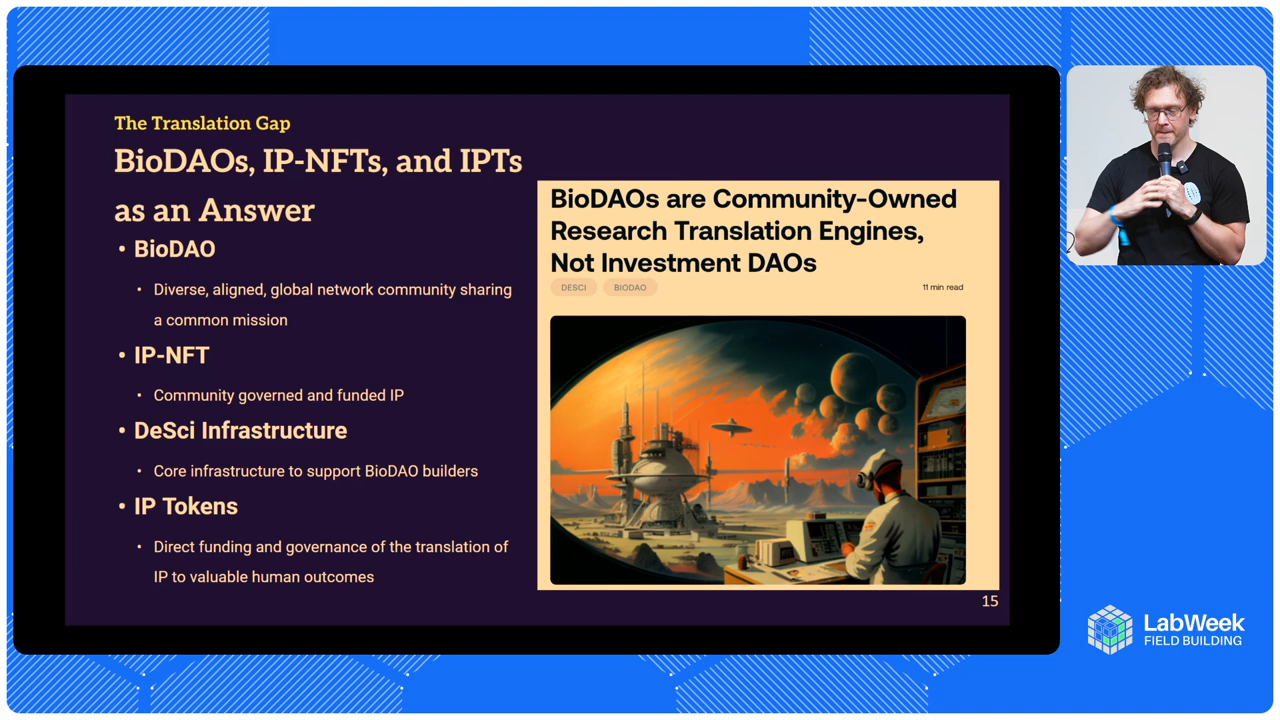 The Translation Gap
BioDAOs, IP-NFTs, and IPTs
as an Answer
• BioDAO
• Diverse, aligned, global network community sharing
a common mission
• IP-NFT
• Community governed and funded IP
• DeSci Infrastructure
• Core infrastructure to support BioDAO builders
• IP Tokens
• Direct funding and governance of the translation of
IP to valuable human outcomes
BioDAOs are Community-Owned
Research Translation Engines,
Not Investment DAOs
DESCI BIODAO 11 min read
15
LabWeek
FIELD BUILDING